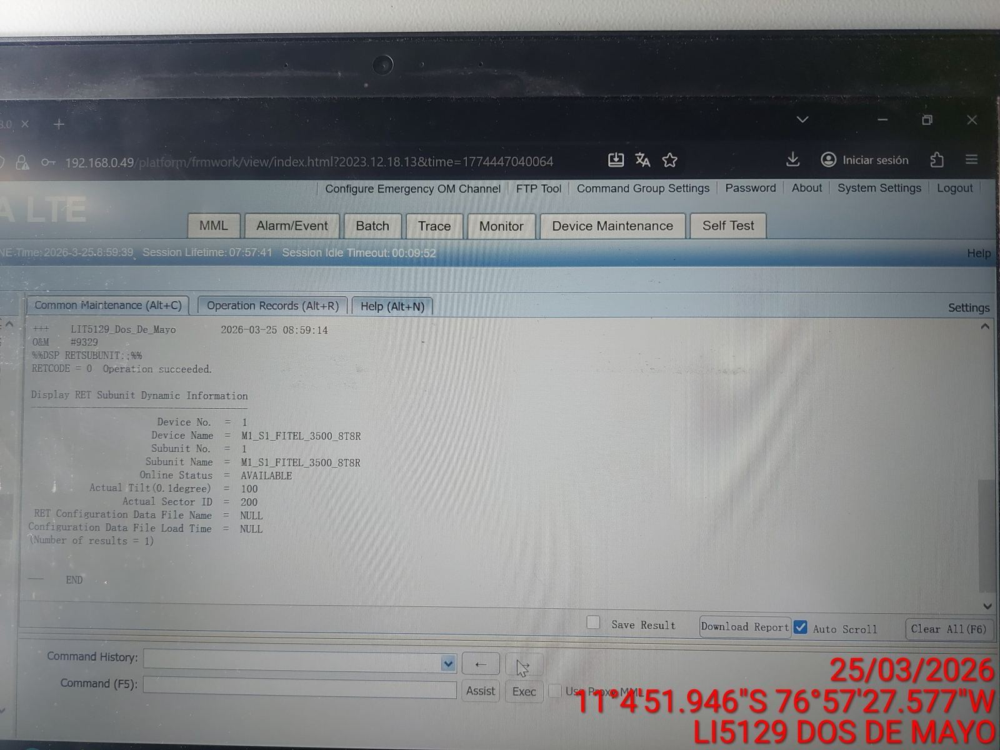 3.0
192.168.0.49/platform/frmwork/view/index.html?2023.12.18.13&time=1774447040064
Iniciar sesión
Configure Emergency OM Channel
FTP Tool
Command Group Settings
Password
About
System Settings
Logout
A LTE
MML
Alarm/Event
Batch
Trace
Monitor
Device Maintenance
Self Test
NE Time: 2026-3-25 8:59:39 Session Lifetime: 07:57:41 Session Idle Timeout: 00:09:52
Help
Common Maintenance (Alt+C)
Operation Records (Alt+R)
Help (Alt+N)
Settings
+++ LIT5129_Dos_De_Mayo 2026-03-25 08:59:14
O&M #9329
%%DSP RETSUBUNIT:;%%
RETCODE = 0 Operation succeeded.
Display RET Subunit Dynamic Information
Device No. = 1
Device Name = M1_S1_FITEL_3500_8T8R
Subunit No. = 1
Subunit Name = M1_S1_FITEL_3500_8T8R
Online Status = AVAILABLE
Actual Tilt(0.1degree) = 100
Actual Sector ID = 200
RET Configuration Data File Name = NULL
Configuration Data File Load Time = NULL
(Number of results = 1)
--- END
Save Result
Download Report
Auto Scroll
Clear All(F6)
Command History:
Command (F5):
Assist
Exec
Use Proxy MML
25/03/2026
11°4'51.946"S 76°57'27.577"W
LI5129 DOS DE MAYO